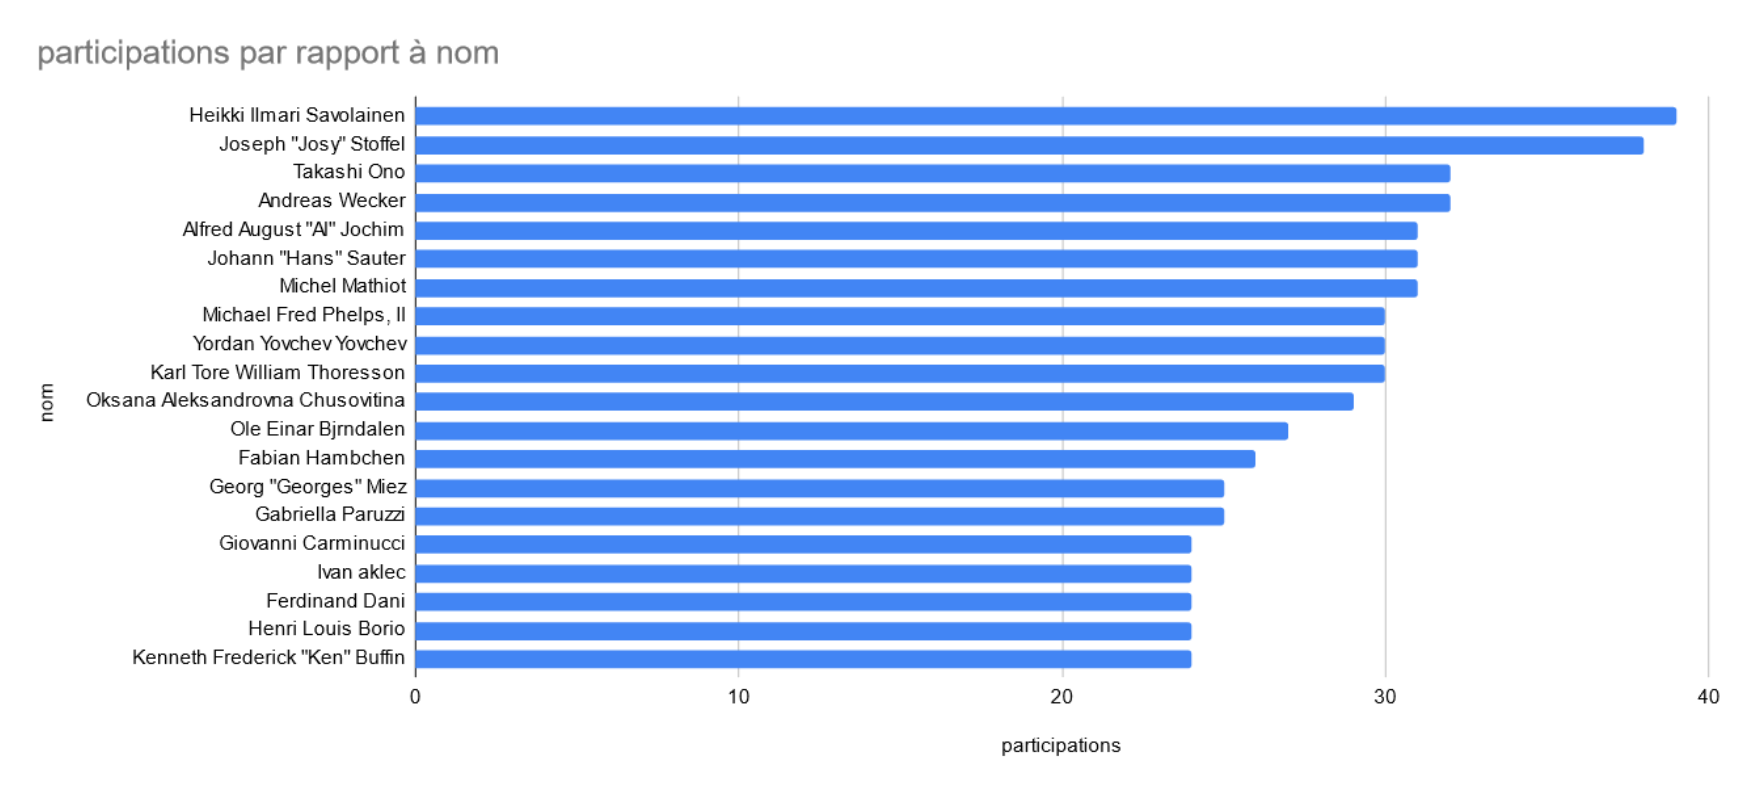 participations par rapport à nom
Heikki Ilmari Savolainen
Joseph "Josy" Stoffel
Takashi Ono
Andreas Wecker
Alfred August "Al" Jochim
Johann "Hans" Sauter
Michel Mathiot
Michael Fred Phelps, II
Yordan Yovchev Yovchev
Karl Tore William Thoresson
Oksana Aleksandrovna Chusovitina
Ole Einar Bjrndalen
Fabian Hambchen
Georg "Georges" Miez
Gabriella Paruzzi
Giovanni Carminucci
Ivan aklec
Ferdinand Dani
Henri Louis Borio
Kenneth Frederick "Ken" Buffin
nom
0 10 20 30 40
participations